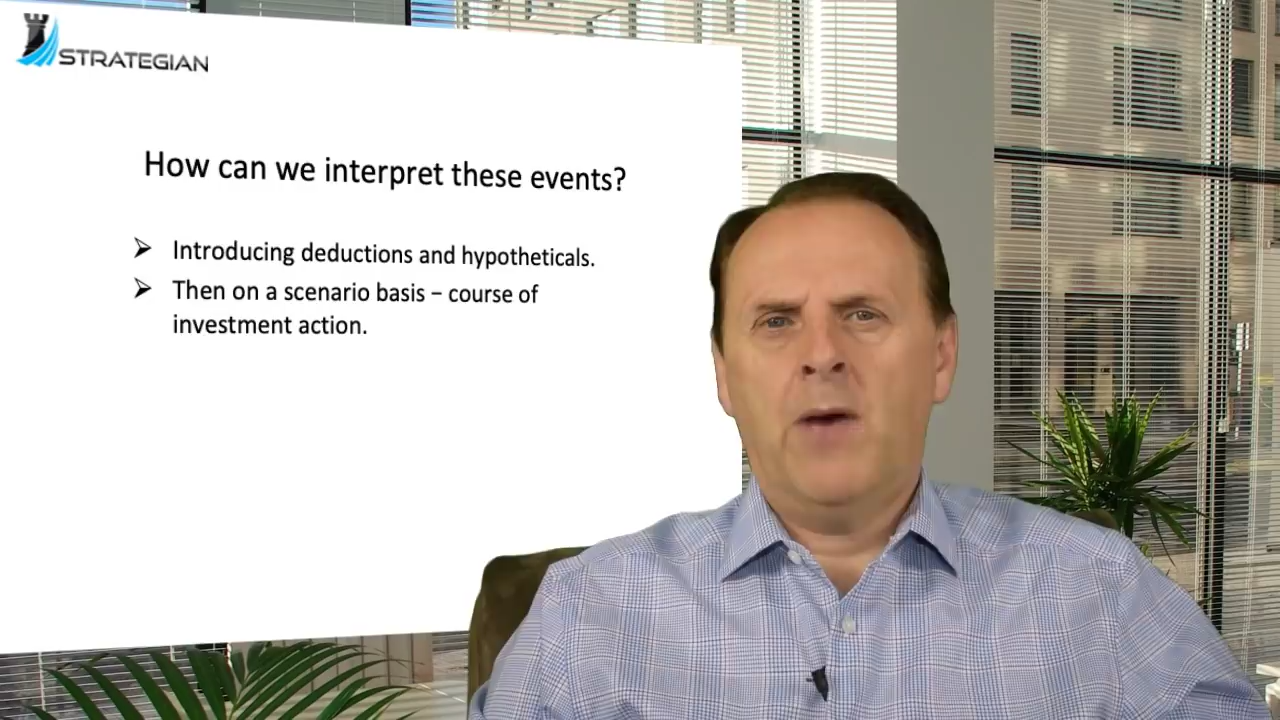 STRATEGIAN
How can we interpret these events?
Introducing deductions and hypotheticals.
Then on a scenario basis – course of
investment action.